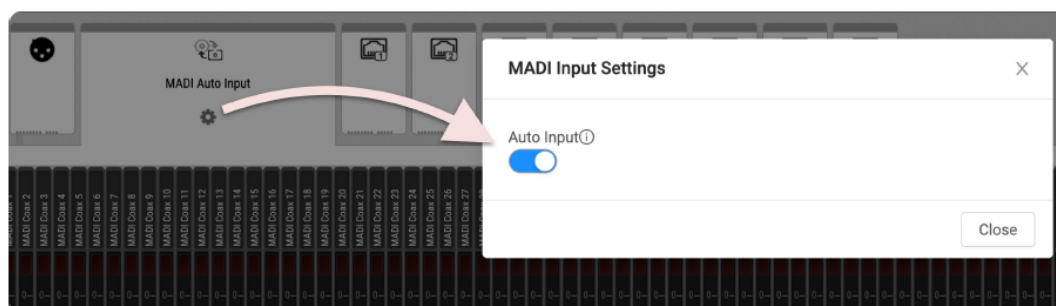 MADI Auto Input
1
2
MADI Input Settings
Auto Input
Close
MADI Coax 2
MADI Coax 3
MADI Coax 4
MADI Coax 5
MADI Coax 6
MADI Coax 7
MADI Coax 8
MADI Coax 9
MADI Coax 10
MADI Coax 11
MADI Coax 12
MADI Coax 13
MADI Coax 14
MADI Coax 15
MADI Coax 16
MADI Coax 17
MADI Coax 18
MADI Coax 19
MADI Coax 20
MADI Coax 21
MADI Coax 22
MADI Coax 23
MADI Coax 24
MADI Coax 25
MADI Coax 26
MADI Coax 27